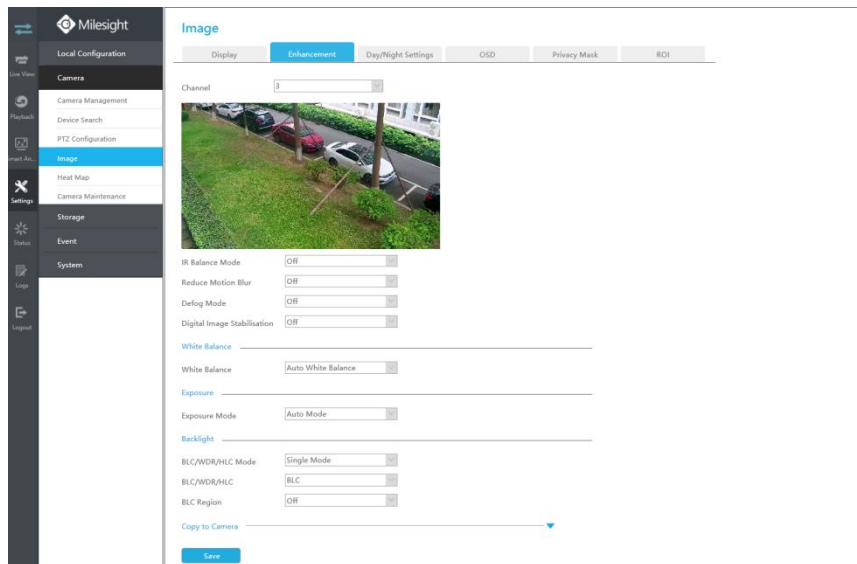 Milesight
Live View
Playback
Smart An...
Settings
Status
Logs
Logout
Local Configuration
Camera
Camera Management
Device Search
PTZ Configuration
Image
Heat Map
Camera Maintenance
Storage
Event
System
Image
Display
Enhancement
Day/Night Settings
OSD
Privacy Mask
ROI
Channel 3
IR Balance Mode Off
Reduce Motion Blur Off
Defog Mode Off
Digital Image Stabilisation Off
White Balance
White Balance Auto White Balance
Exposure
Exposure Mode Auto Mode
Backlight
BLC/WDR/HLC Mode Single Mode
BLC/WDR/HLC BLC
BLC Region Off
Copy to Camera
Save